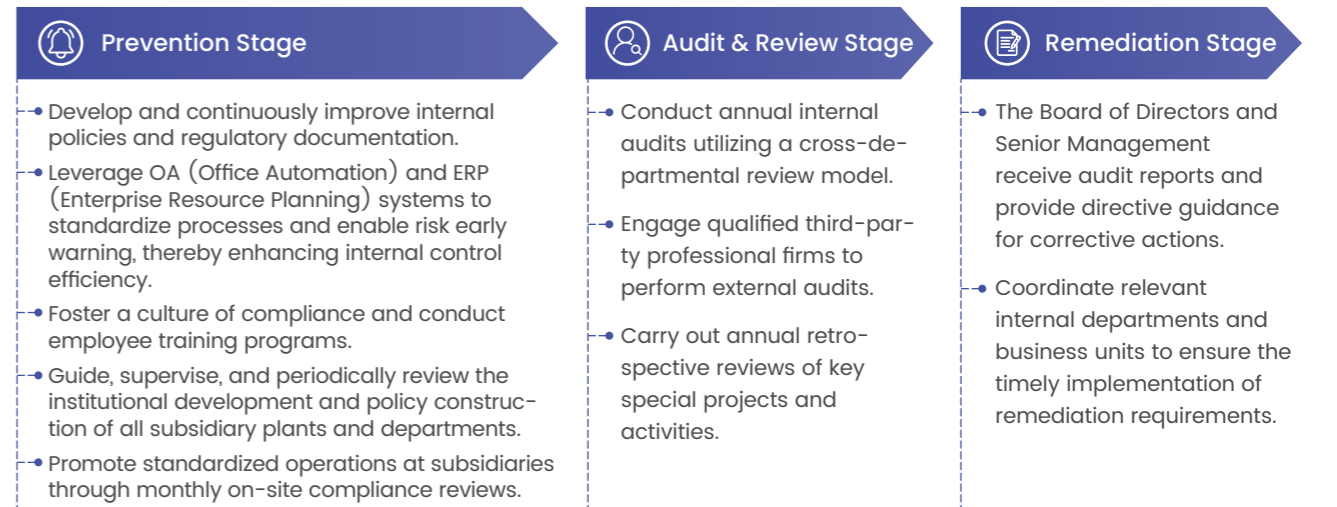 Prevention Stage
Develop and continuously improve internal
policies and regulatory documentation.
Leverage OA (Office Automation) and ERP
(Enterprise Resource Planning) systems to
standardize processes and enable risk early
warning, thereby enhancing internal control
efficiency.
Foster a culture of compliance and conduct
employee training programs.
Guide, supervise, and periodically review the
institutional development and policy construc-
tion of all subsidiary plants and departments.
Promote standardized operations at subsidiaries
through monthly on-site compliance reviews.
Audit & Review Stage
Conduct annual internal
audits utilizing a cross-de-
partmental review model.
Engage qualified third-par-
ty professional firms to
perform external audits.
Carry out annual retro-
spective reviews of key
special projects and
activities.
Remediation Stage
The Board of Directors and
Senior Management
receive audit reports and
provide directive guidance
for corrective actions.
Coordinate relevant
internal departments and
business units to ensure the
timely implementation of
remediation requirements.